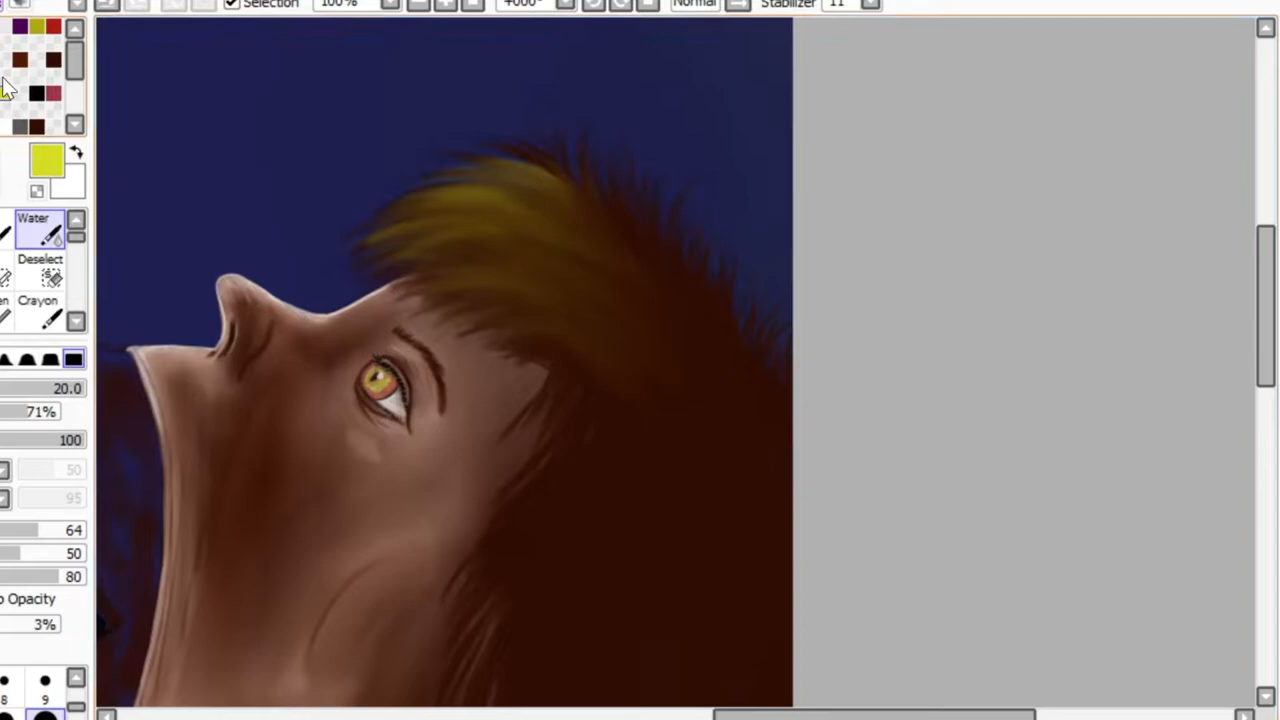 Selection 100% +000° Normal Stabilizer 11
Water
Deselect
Crayon
20.0
71%
100
50
95
64
50
80
Opacity
3%
8 9